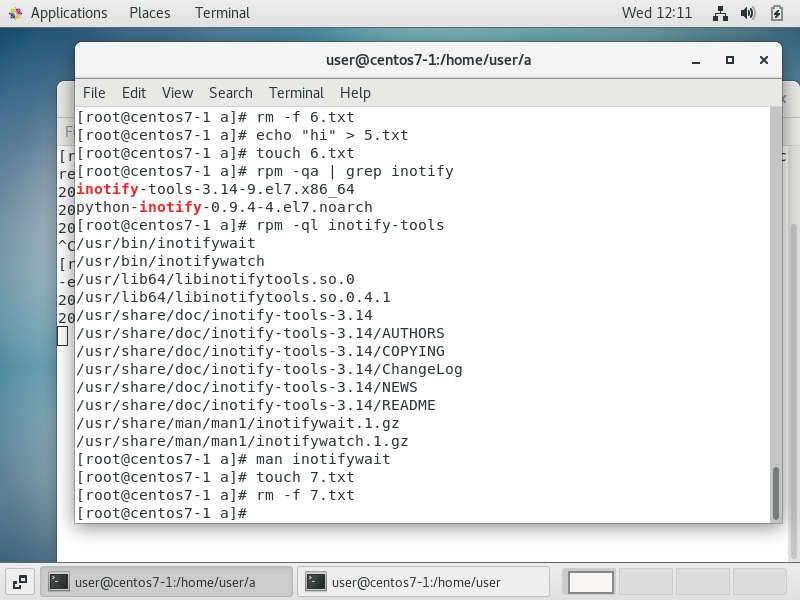 Applications Places Terminal Wed 12:11
user@centos7-1:/home/user/a
File Edit View Search Terminal Help
[root@centos7-1 a]# rm -f 6.txt
[root@centos7-1 a]# echo "hi" > 5.txt
[root@centos7-1 a]# touch 6.txt
[root@centos7-1 a]# rpm -qa | grep inotify
inotify-tools-3.14-9.el7.x86_64
python-inotify-0.9.4-4.el7.noarch
[root@centos7-1 a]# rpm -ql inotify-tools
/usr/bin/inotifywait
/usr/bin/inotifywatch
/usr/lib64/libinotifytools.so.0
/usr/lib64/libinotifytools.so.0.4.1
/usr/share/doc/inotify-tools-3.14
/usr/share/doc/inotify-tools-3.14/AUTHORS
/usr/share/doc/inotify-tools-3.14/COPYING
/usr/share/doc/inotify-tools-3.14/ChangeLog
/usr/share/doc/inotify-tools-3.14/NEWS
/usr/share/doc/inotify-tools-3.14/README
/usr/share/man/man1/inotifywait.1.gz
/usr/share/man/man1/inotifywatch.1.gz
[root@centos7-1 a]# man inotifywait
[root@centos7-1 a]# touch 7.txt
[root@centos7-1 a]# rm -f 7.txt
[root@centos7-1 a]#
[r
re
20
20
20
^C
[r
-e
20
20
user@centos7-1:/home/user/a
user@centos7-1:/home/user